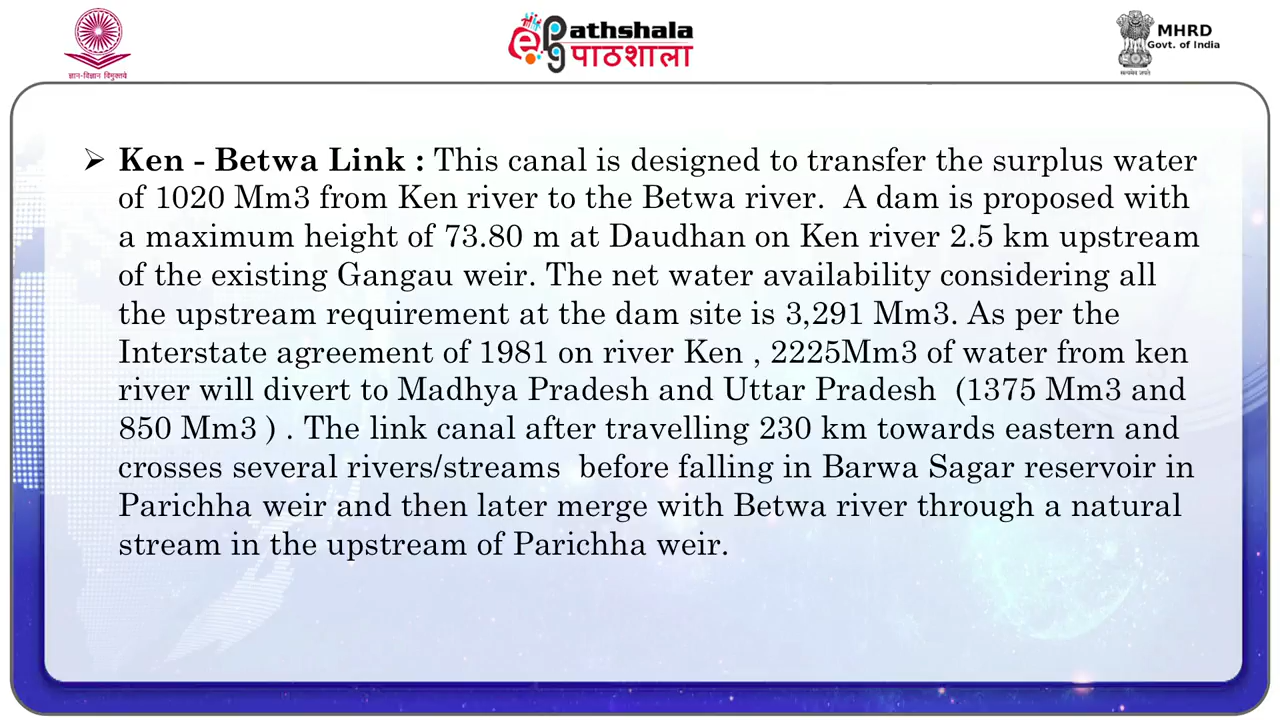 ज्ञान-विज्ञान विमुक्तये
ePathshala
पाठशाला
MHRD
Govt. of India
सत्यमेव जयते
➢ Ken - Betwa Link : This canal is designed to transfer the surplus water
of 1020 Mm3 from Ken river to the Betwa river.  A dam is proposed with
a maximum height of 73.80 m at Daudhan on Ken river 2.5 km upstream
of the existing Gangau weir. The net water availability considering all
the upstream requirement at the dam site is 3,291 Mm3. As per the
Interstate agreement of 1981 on river Ken , 2225Mm3 of water from ken
river will divert to Madhya Pradesh and Uttar Pradesh  (1375 Mm3 and
850 Mm3 ) . The link canal after travelling 230 km towards eastern and
crosses several rivers/streams  before falling in Barwa Sagar reservoir in
Parichha weir and then later merge with Betwa river through a natural
stream in the upstream of Parichha weir.